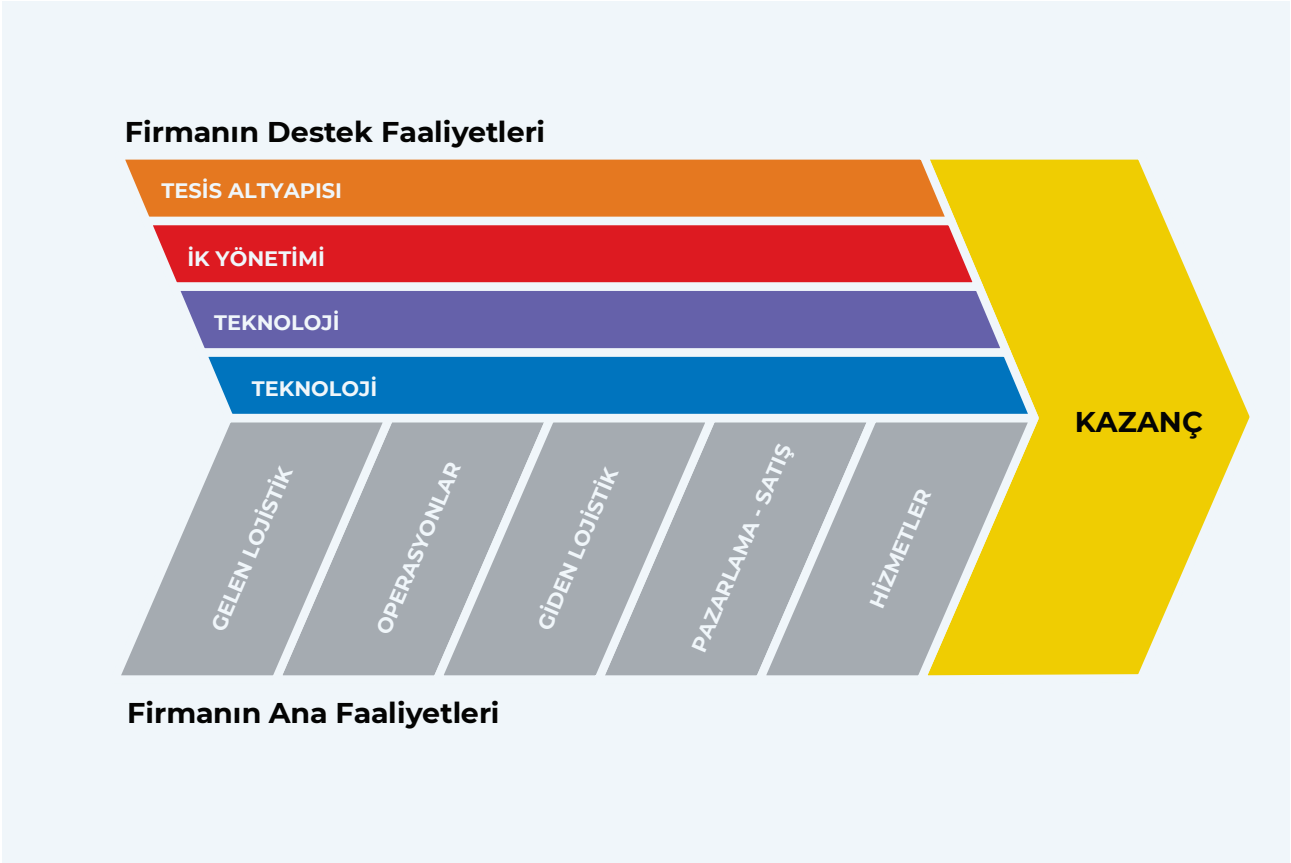 Firmanın Destek Faaliyetleri
TESİS ALTYAPISI
İK YÖNETİMİ
TEKNOLOJİ
TEKNOLOJİ
KAZANÇ
GELEN LOJİSTİK
OPERASYONLAR
GİDEN LOJİSTİK
PAZARLAMA - SATIŞ
HİZMETLER
Firmanın Ana Faaliyetleri